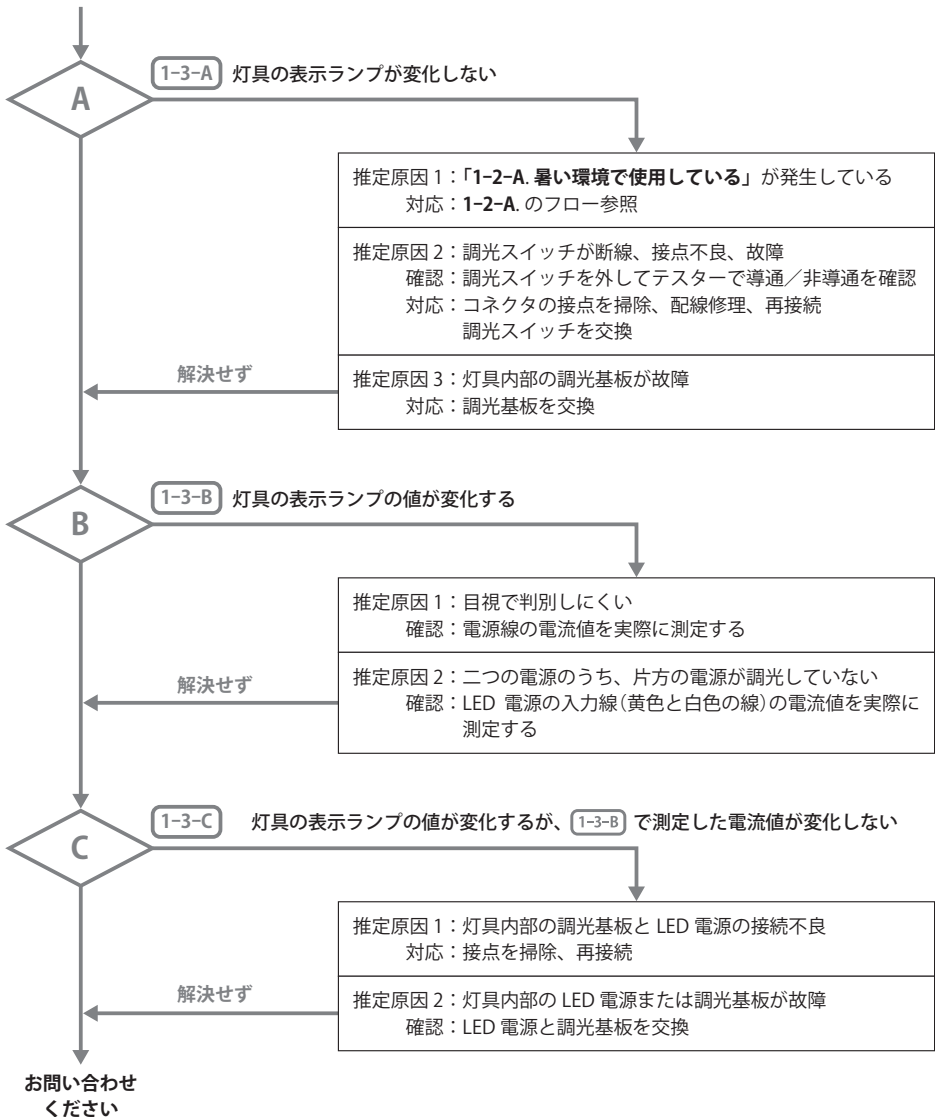 1-3-A 灯具の表示ランプが変化しない
A
推定原因 1：「1-2-A. 暑い環境で使用している」が発生している
対応：1-2-A. のフロー参照
推定原因 2：調光スイッチが断線、接点不良、故障
確認：調光スイッチを外してテスターで導通／非導通を確認
対応：コネクタの接点を掃除、配線修理、再接続
調光スイッチを交換
解決せず
推定原因 3：灯具内部の調光基板が故障
対応：調光基板を交換
1-3-B 灯具の表示ランプの値が変化する
B
推定原因 1：目視で判別しにくい
確認：電源線の電流値を実際に測定する
解決せず
推定原因 2：二つの電源のうち、片方の電源が調光していない
確認：LED 電源の入力線（黄色と白色の線）の電流値を実際に
測定する
1-3-C 灯具の表示ランプの値が変化するが、1-3-B で測定した電流値が変化しない
C
推定原因 1：灯具内部の調光基板と LED 電源の接続不良
対応：接点を掃除、再接続
解決せず
推定原因 2：灯具内部の LED 電源または調光基板が故障
確認：LED 電源と調光基板を交換
お問い合わせ
ください